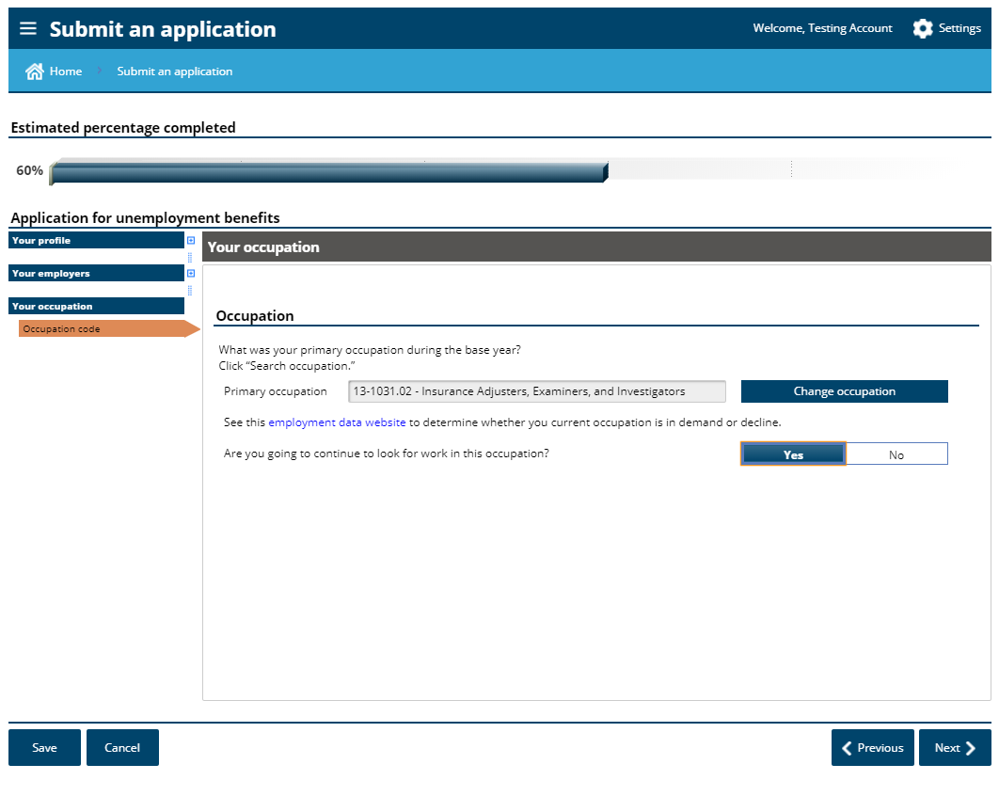 Submit an application
Welcome, Testing Account
Settings
Home
Submit an application
Estimated percentage completed
60%
Application for unemployment benefits
Your profile
Your employers
Your occupation
Occupation code
Your occupation
Occupation
What was your primary occupation during the base year?
Click “Search occupation.”
Primary occupation
13-1031.02 - Insurance Adjusters, Examiners, and Investigators
Change occupation
See this employment data website to determine whether you current occupation is in demand or decline.
Are you going to continue to look for work in this occupation?
Yes
No
Save
Cancel
Previous
Next